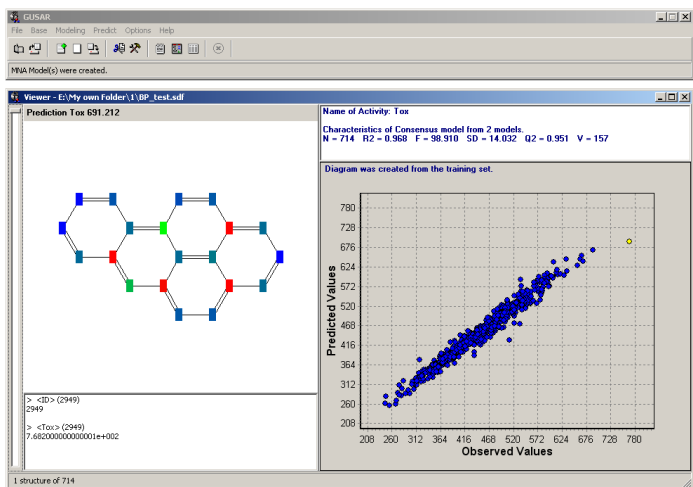 GUSAR
File Base Modeling Predict Options Help
MNA Model(s) were created.
Viewer - E:\My own Folder\1\BP_test.sdf
Prediction Tox 691.212
Name of Activity: Tox
Characteristics of Consensus model from 2 models.
N = 714 R2 = 0.968 F = 98.910 SD = 14.032 Q2 = 0.951 V = 157
Diagram was created from the training set.
780
728
676
624
572
520
468
416
364
312
260
208
Predicted Values
208 260 312 364 416 468 520 572 624 676 728 780
Observed Values
> <ID> (2949)
2949
> <Tox> (2949)
7.682000000000001e+002
1 structure of 714